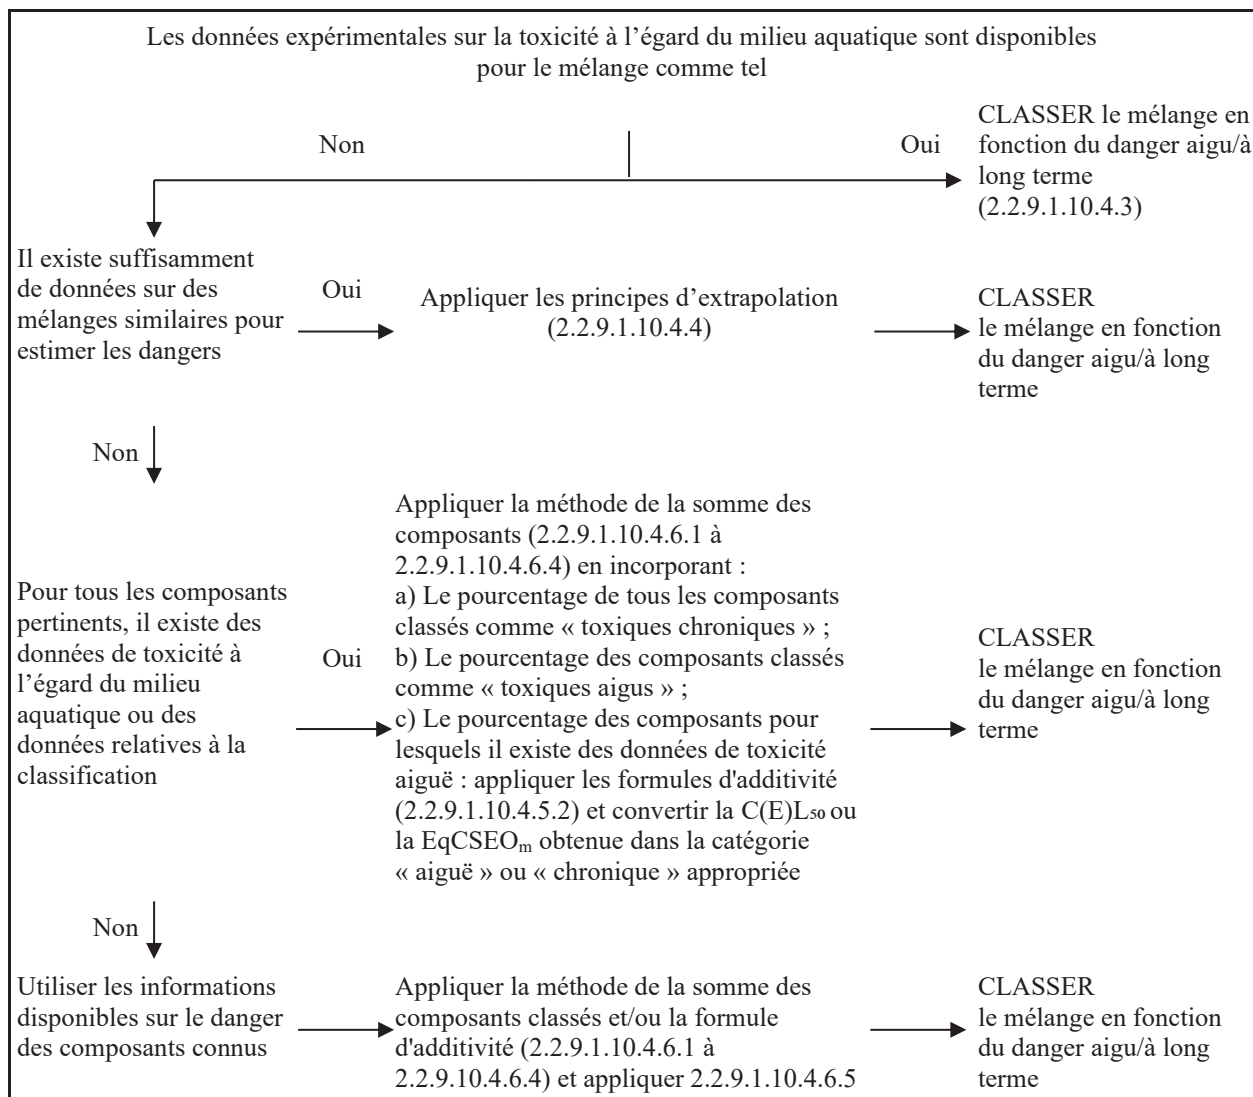 Les données expérimentales sur la toxicité à l’égard du milieu aquatique sont disponibles
pour le mélange comme tel
Non
Oui
CLASSER le mélange en
fonction du danger aigu/à
long terme
(2.2.9.1.10.4.3)
Il existe suffisamment
de données sur des
mélanges similaires pour
estimer les dangers
Oui
Appliquer les principes d’extrapolation
(2.2.9.1.10.4.4)
CLASSER
le mélange en fonction
du danger aigu/à long
terme
Non
Pour tous les composants
pertinents, il existe des
données de toxicité à
l’égard du milieu
aquatique ou des
données relatives à la
classification
Oui
Appliquer la méthode de la somme des
composants (2.2.9.1.10.4.6.1 à
2.2.9.1.10.4.6.4) en incorporant :
a) Le pourcentage de tous les composants
classés comme « toxiques chroniques » ;
b) Le pourcentage des composants classés
comme « toxiques aigus » ;
c) Le pourcentage des composants pour
lesquels il existe des données de toxicité
aiguë : appliquer les formules d'additivité
(2.2.9.1.10.4.5.2) et convertir la C(E)L₅₀ ou
la EqCSEOₘ obtenue dans la catégorie
« aiguë » ou « chronique » appropriée
CLASSER
le mélange en fonction
du danger aigu/à long
terme
Non
Utiliser les informations
disponibles sur le danger
des composants connus
Appliquer la méthode de la somme des
composants classés et/ou la formule
d'additivité (2.2.9.1.10.4.6.1 à
2.2.9.10.4.6.4) et appliquer 2.2.9.1.10.4.6.5
CLASSER
le mélange en fonction
du danger aigu/à long
terme